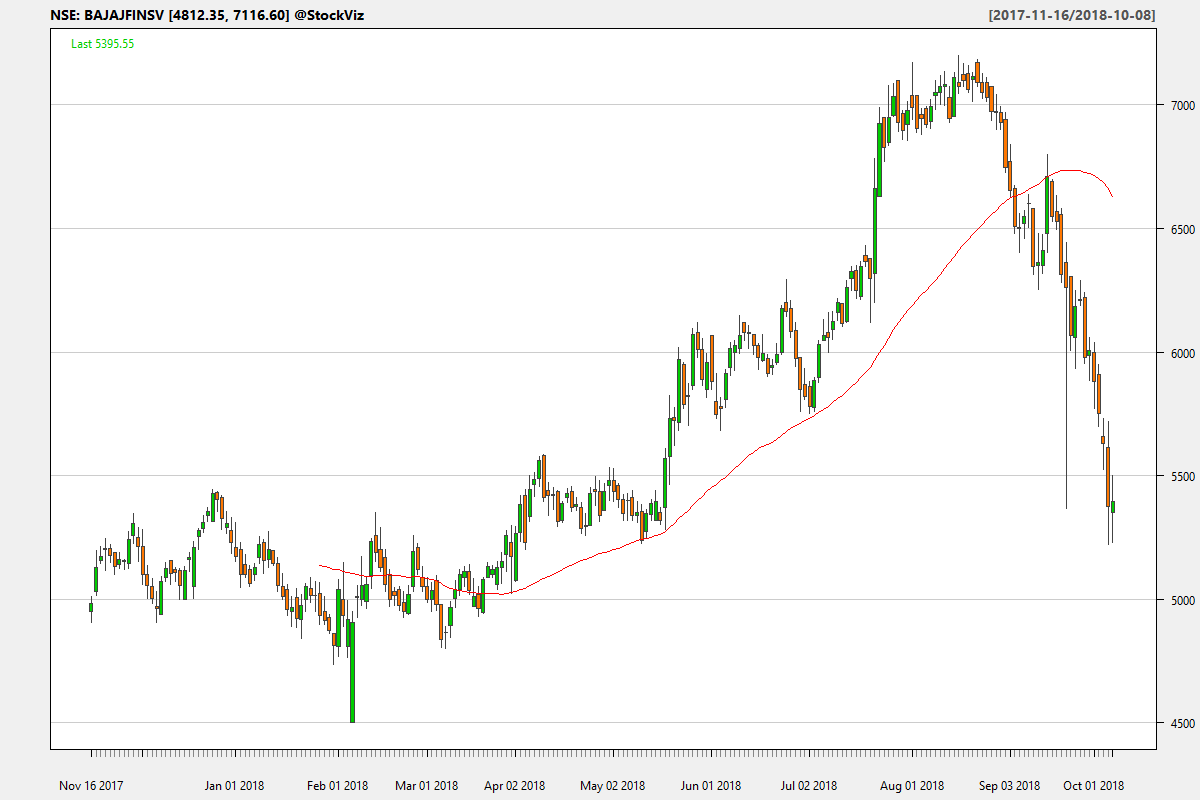 NSE: BAJAJFINSV [4812.35, 7116.60] @StockViz [2017-11-16/2018-10-08]
Last 5395.55
7000
6500
6000
5500
5000
4500
Nov 16 2017 Jan 01 2018 Feb 01 2018 Mar 01 2018 Apr 02 2018 May 02 2018 Jun 01 2018 Jul 02 2018 Aug 01 2018 Sep 03 2018 Oct 01 2018